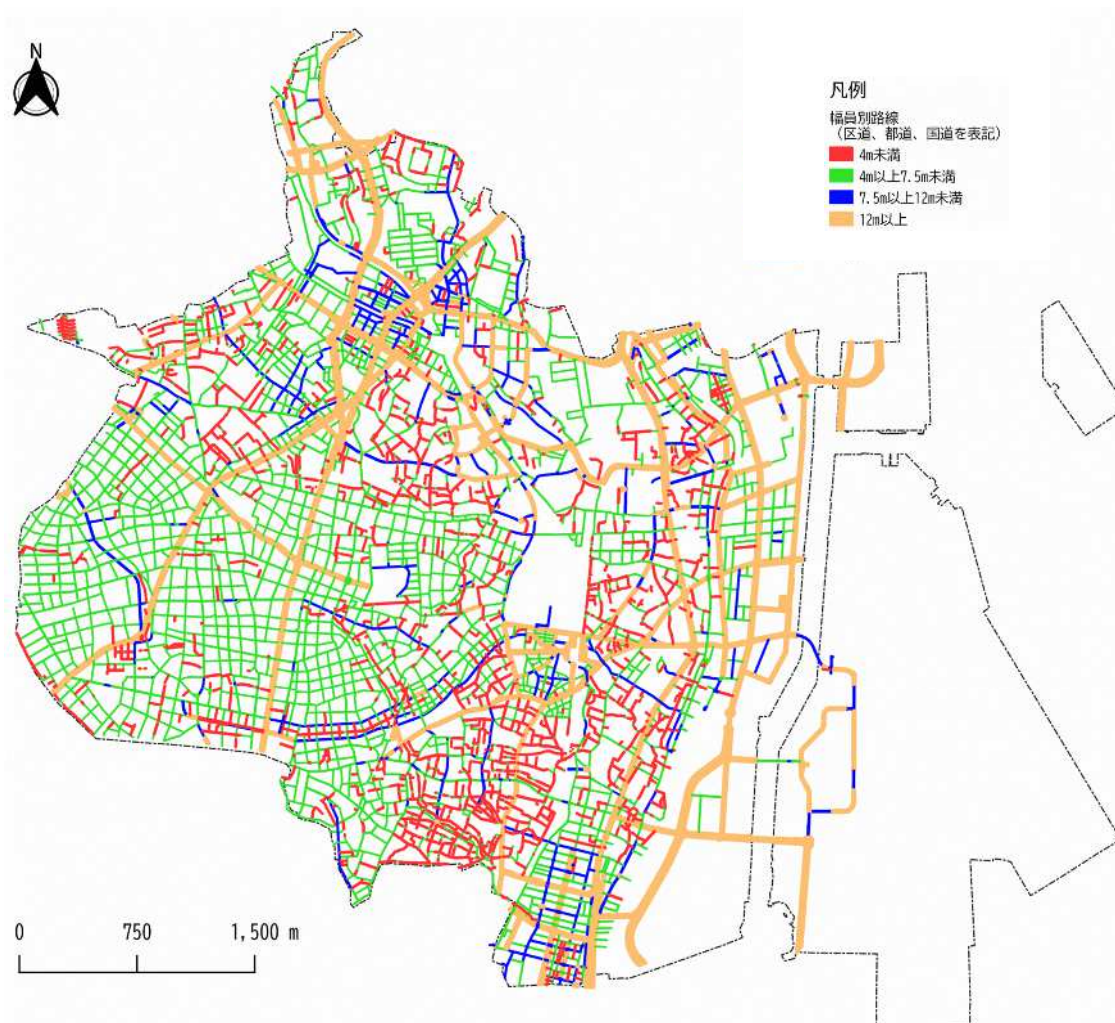 N
凡例
幅員別路線
(区道、都道、国道を表記)
4m未満
4m以上7.5m未満
7.5m以上12m未満
12m以上
0 750 1,500 m